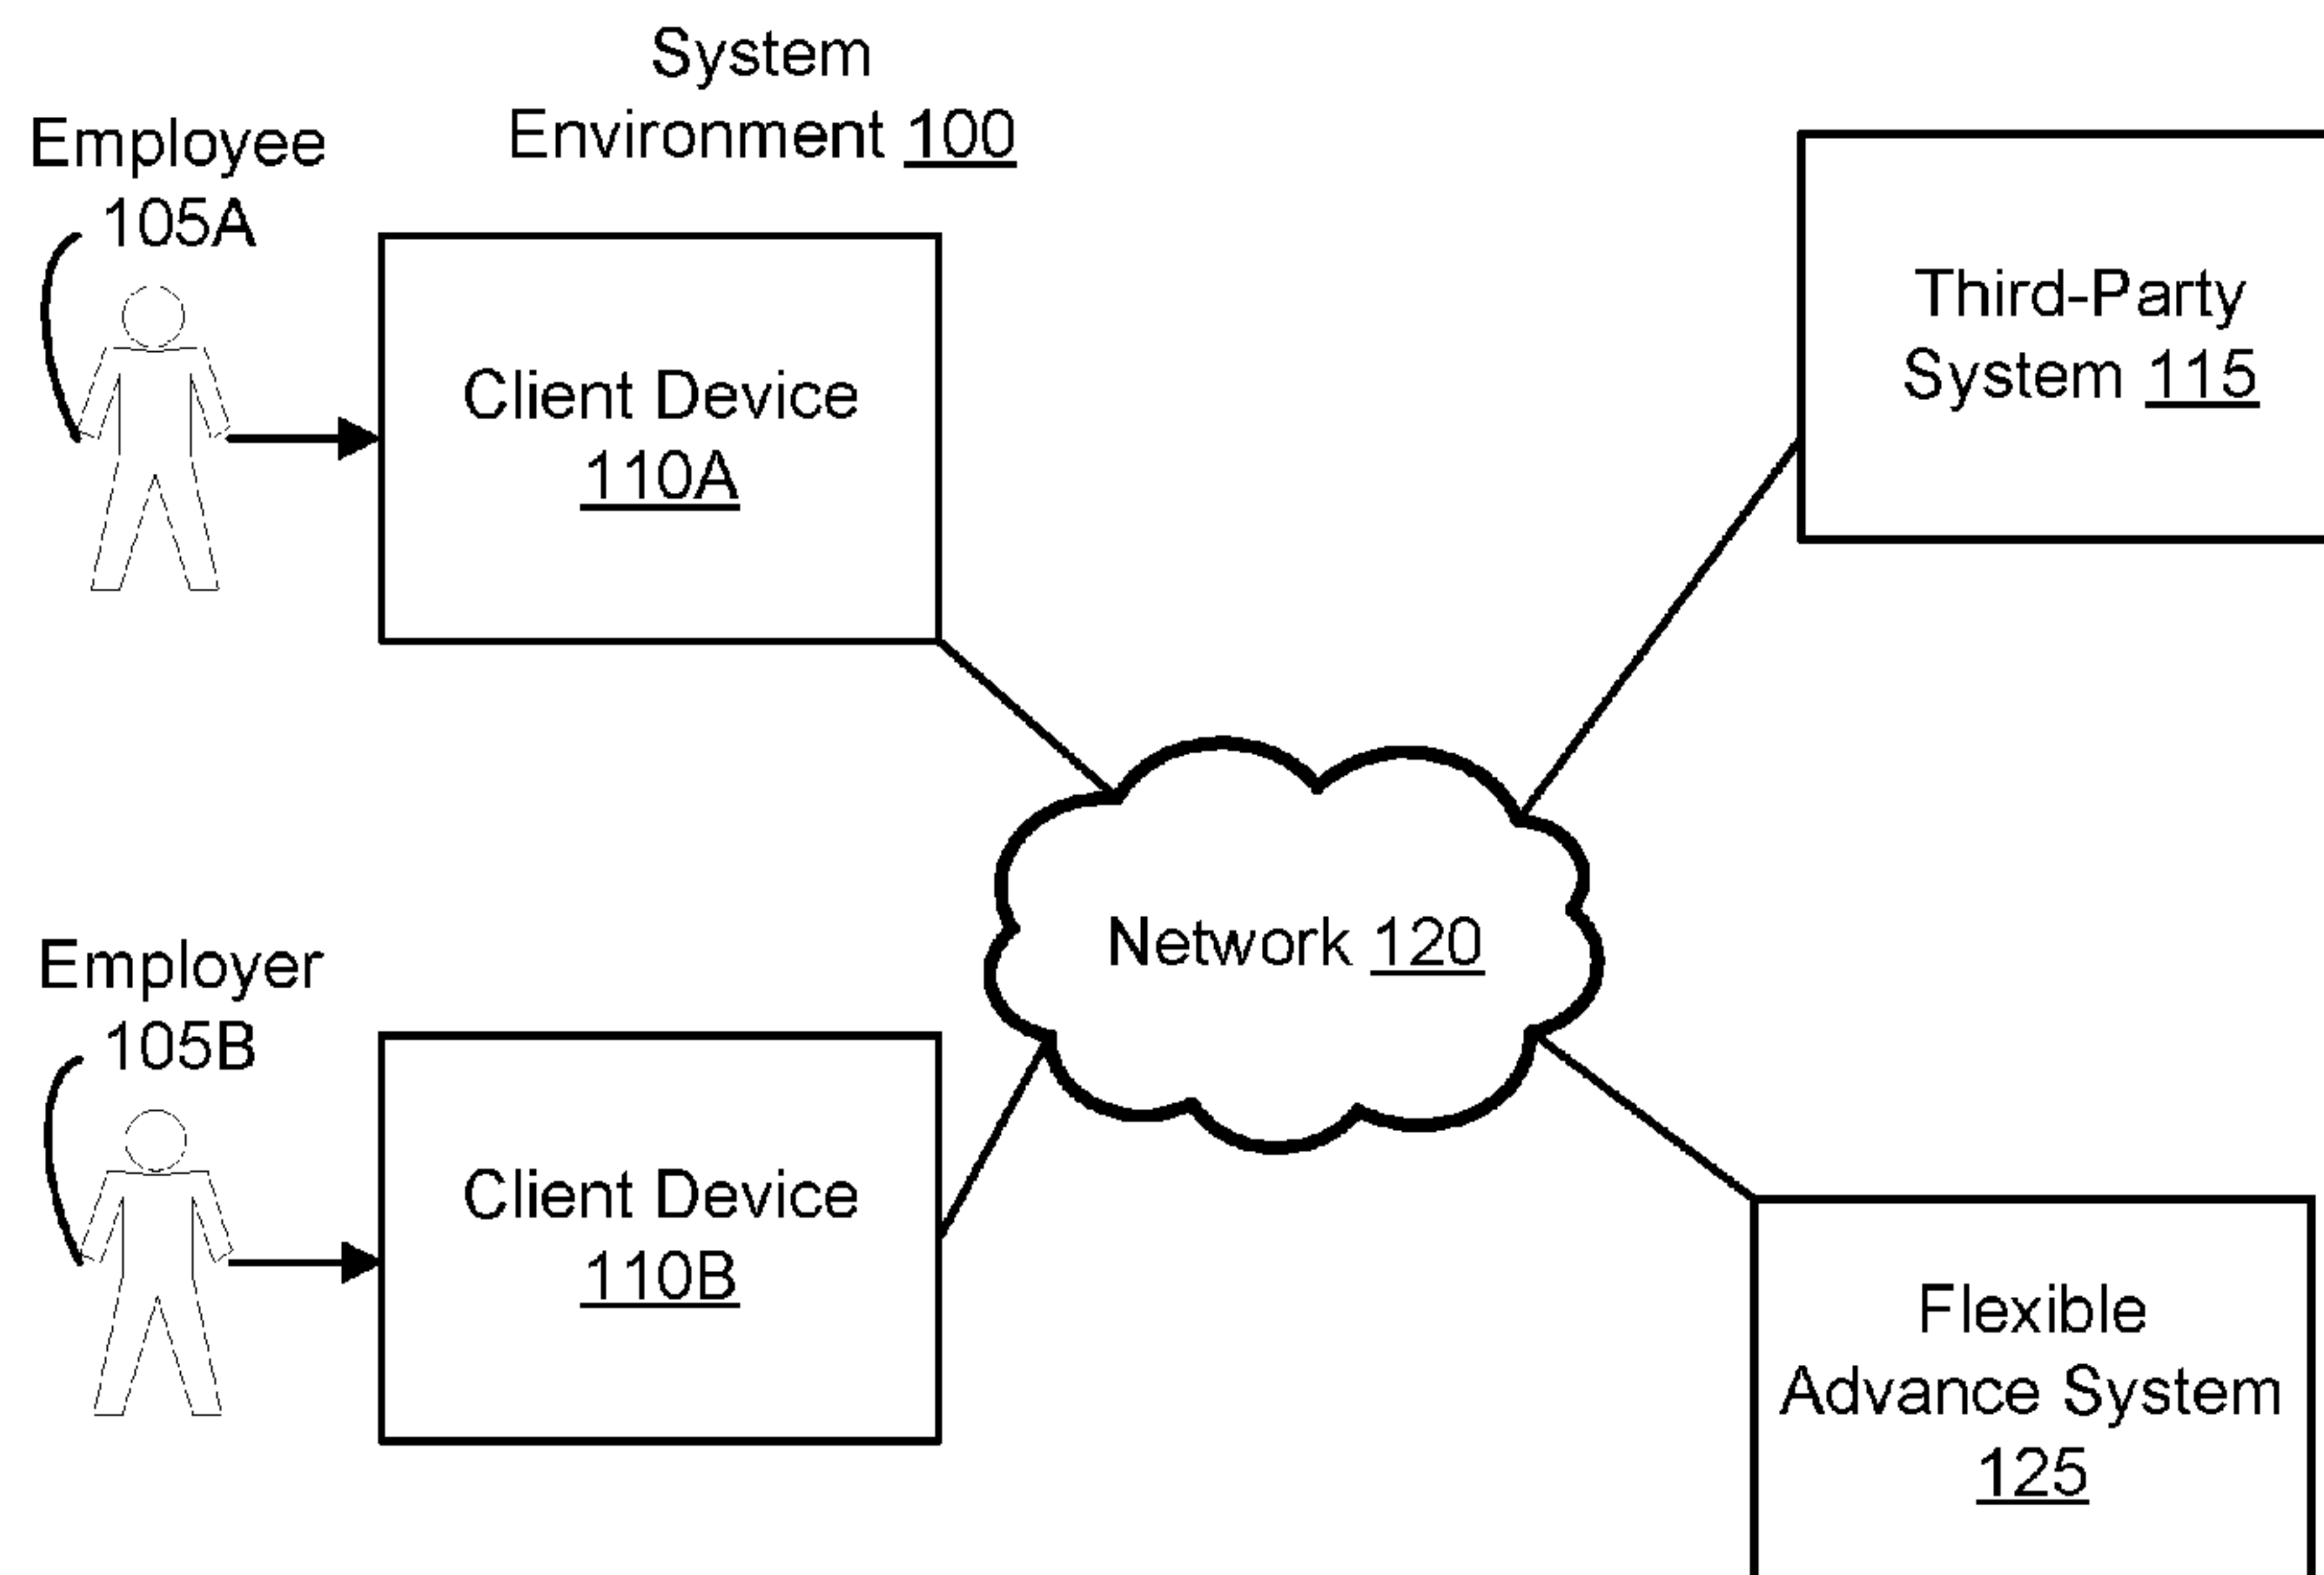 System
Environment 100
Employee
105A
Client Device
110A
Third-Party
System 115
Network 120
Employer
105B
Client Device
110B
Flexible
Advance System
125